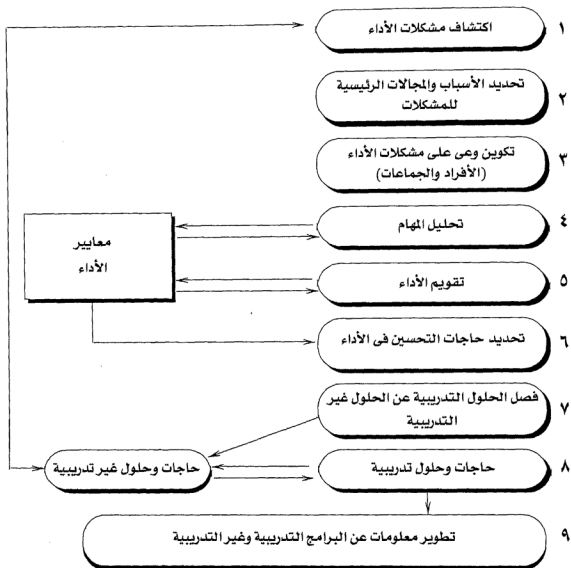 ١ اكتشاف مشكلات الأداء
٢ تحديد الأسباب والمجالات الرئيسية
للمشكلات
٣ تكوين وعى على مشكلات الأداء
(الأفراد والجماعات)
٤ تحليل المهام
معايير
الأداء
٥ تقويم الأداء
٦ تحديد حاجات التحسين فى الأداء
٧ فصل الحلول التدريبية عن الحلول غير
التدريبية
٨ حاجات وحلول تدريبية
حاجات وحلول غير تدريبية
٩ تطوير معلومات عن البرامج التدريبية وغير التدريبية